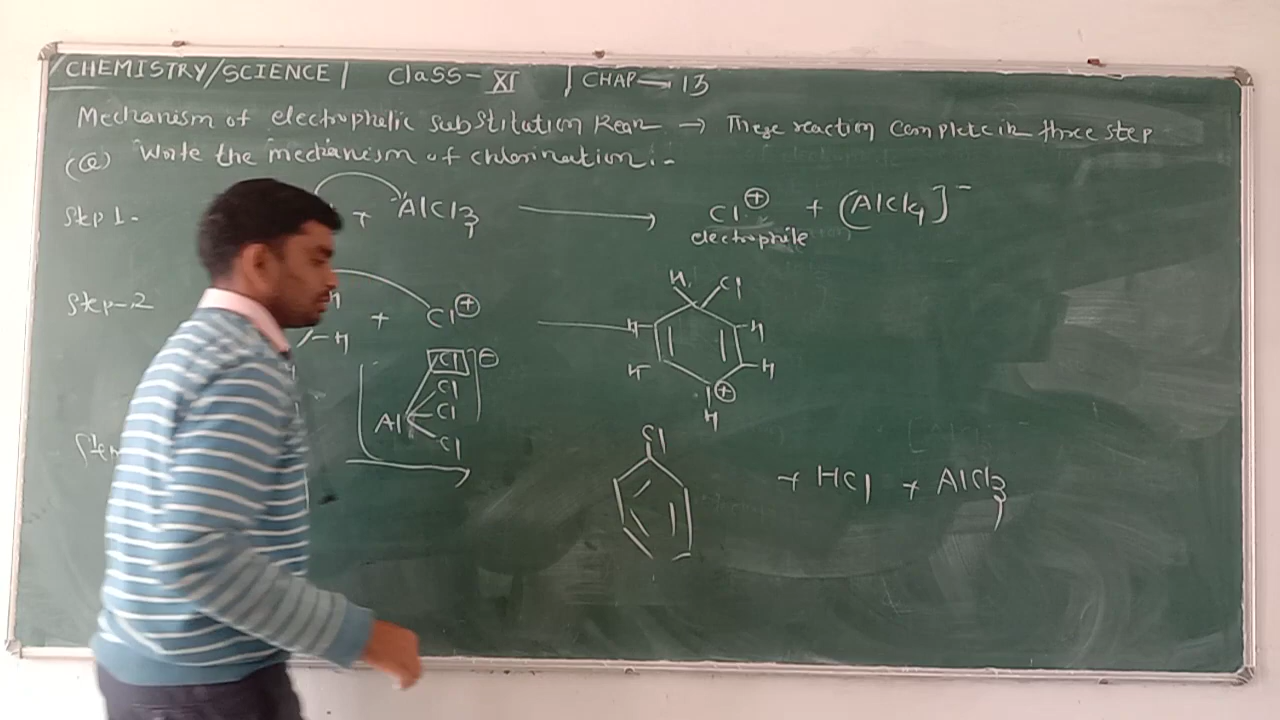 CHEMISTRY/SCIENCE | Class - XI | CHAP → 13
Mechanism of electrophelic substitution Rean → These reaction complete in three step
(Q) Write the mechanism of chlorination :-
Step 1 - + AlCl3 → Cl⊕ + (AlCl4]⁻
electrophile
H Cl
Step-2 H + Cl⊕ H H
H
[ Cl ]⊖ H H
Cl ⊕
Al Cl H
Cl
Cl
+ HCl + AlCl3